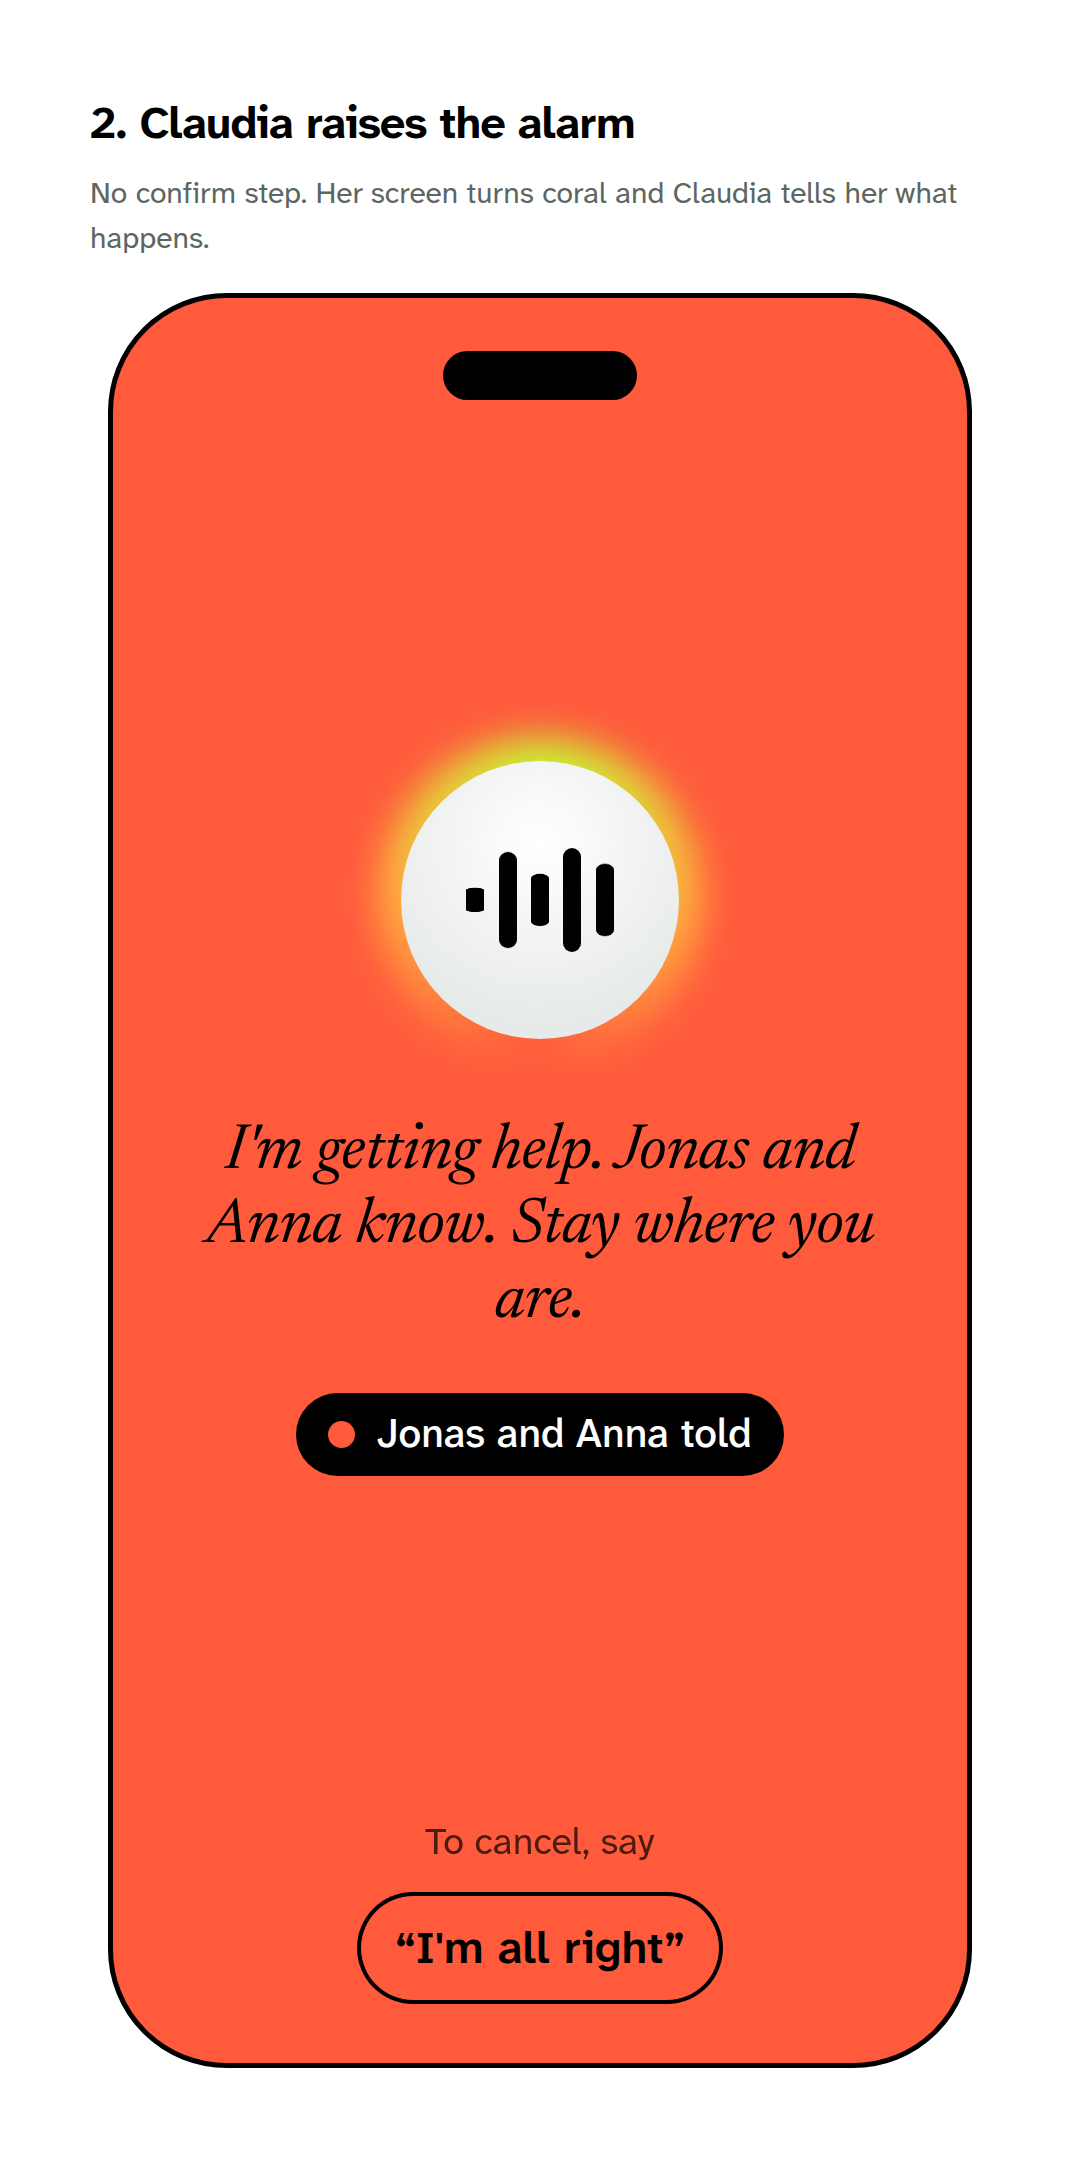 2. Claudia raises the alarm
No confirm step. Her screen turns coral and Claudia tells her what
happens.
I'm getting help. Jonas and
Anna know. Stay where you
are.
Jonas and Anna told
To cancel, say
“I'm all right”